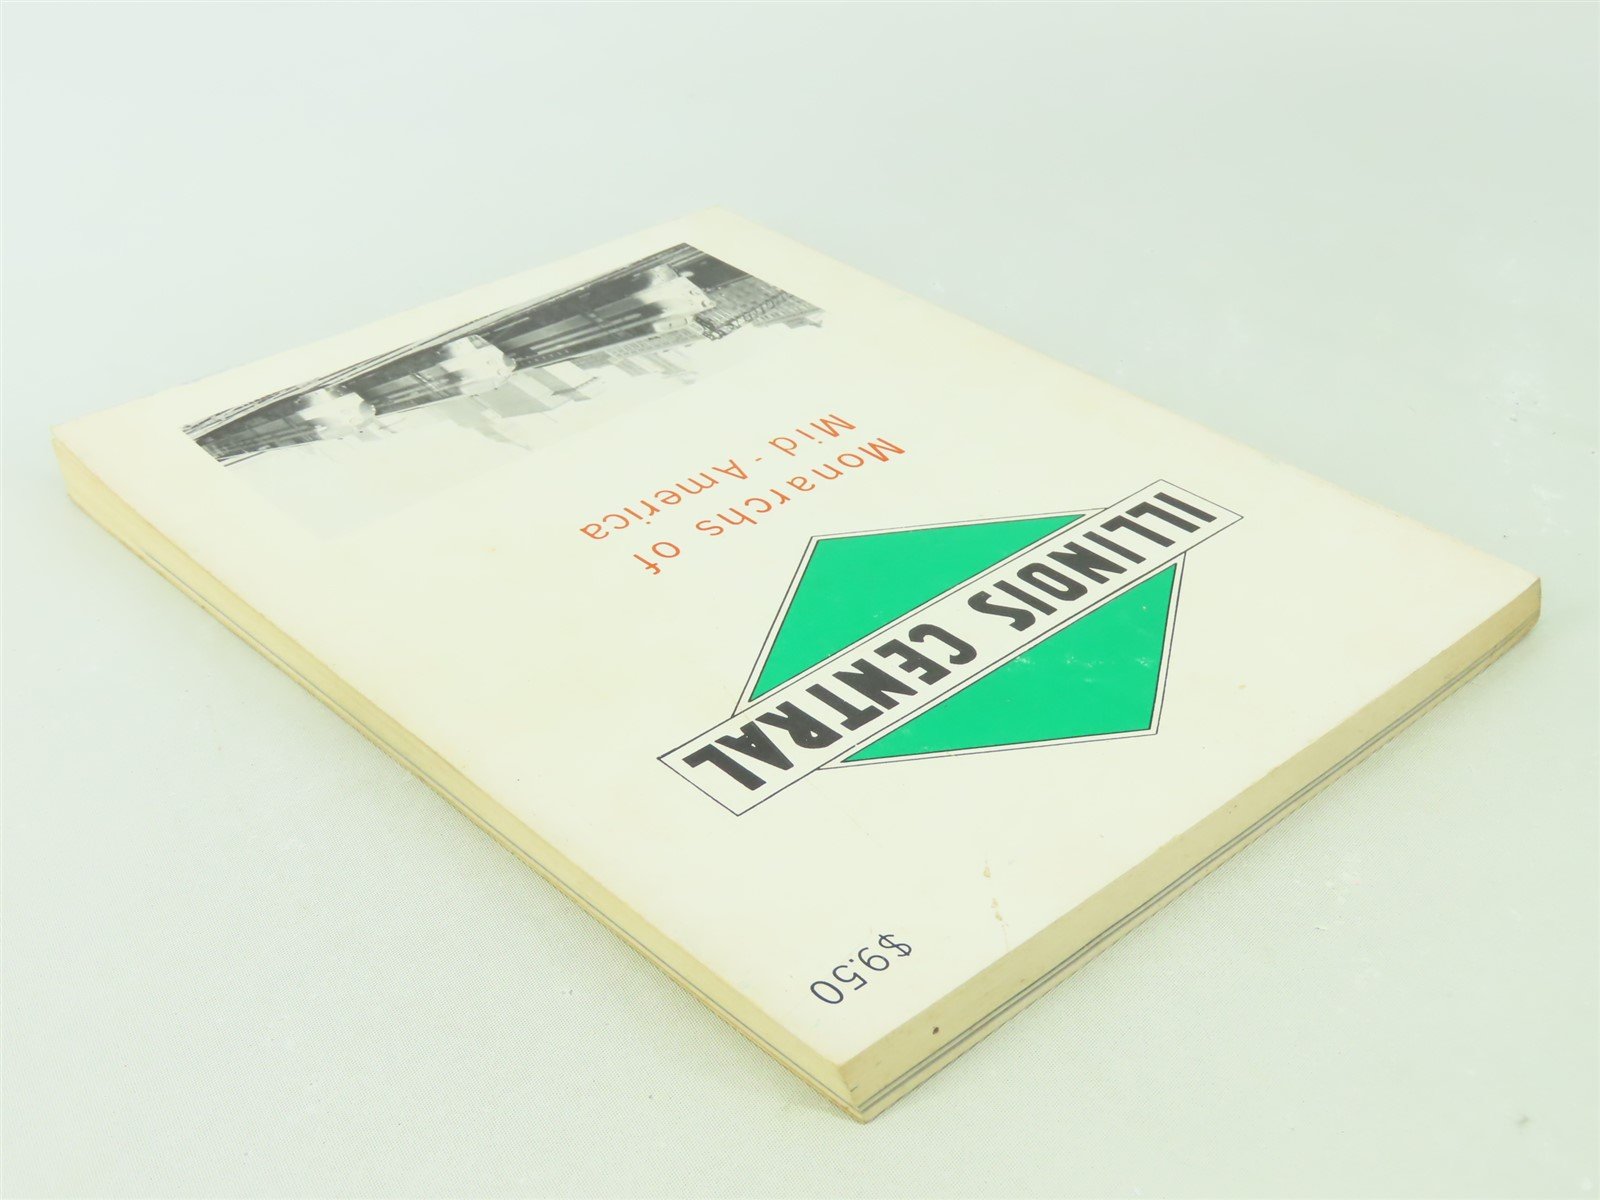 $9.50
ILLINOIS CENTRAL
Monarchs of
Mid-America